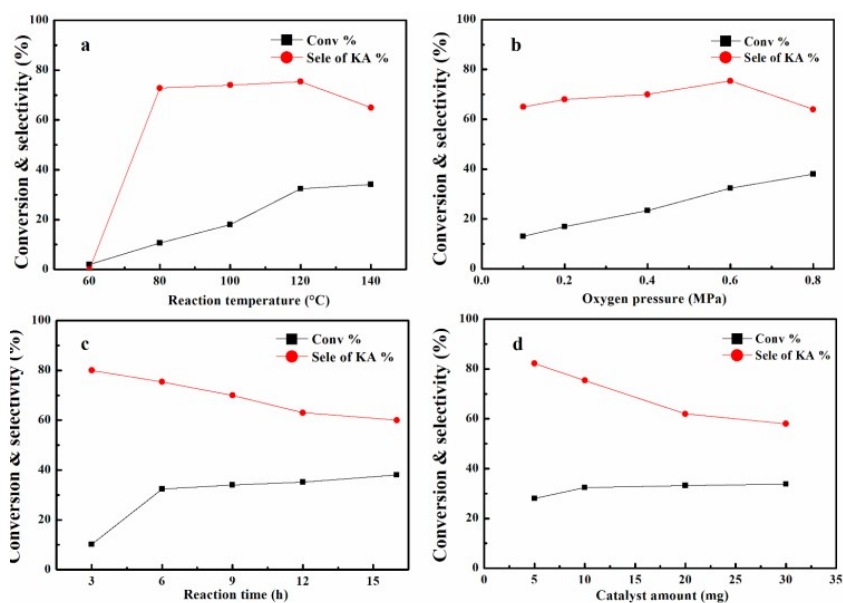 a
Conv %
Sele of KA %
Conversion & selectivity (%)
100
80
60
40
20
0
60 80 100 120 140
Reaction temperature (°C)
b
Conv %
Sele of KA %
Conversion & selectivity (%)
100
80
60
40
20
0
0.0 0.2 0.4 0.6 0.8
Oxygen pressure (MPa)
c
Conv %
Sele of KA %
Conversion & selectivity (%)
100
80
60
40
20
0
3 6 9 12 15
Reaction time (h)
d
Conv %
Sele of KA %
Conversion & selectivity (%)
100
80
60
40
20
0
0 5 10 15 20 25 30 35
Catalyst amount (mg)